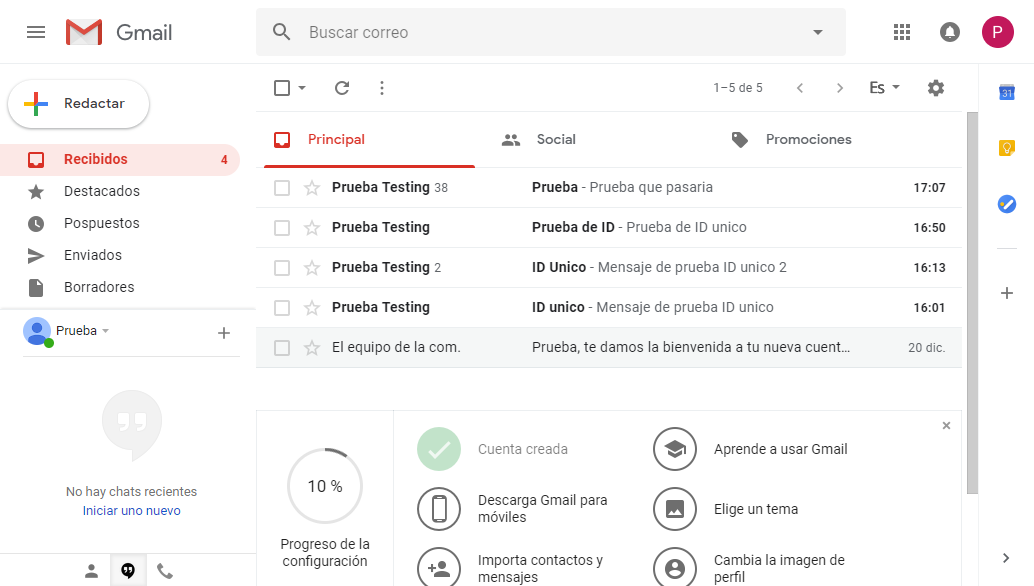 Gmail
Buscar correo
P
Redactar
1–5 de 5
Es
31
Recibidos 4
Destacados
Pospuestos
Enviados
Borradores
Prueba
No hay chats recientes
Iniciar uno nuevo
Principal
Social
Promociones
Prueba Testing 38 Prueba - Prueba que pasaria 17:07
Prueba Testing Prueba de ID - Prueba de ID unico 16:50
Prueba Testing 2 ID Unico - Mensaje de prueba ID unico 2 16:13
Prueba Testing ID unico - Mensaje de prueba ID unico 16:01
El equipo de la com. Prueba, te damos la bienvenida a tu nueva cuent... 20 dic.
10 %
Progreso de la
configuración
Cuenta creada
Aprende a usar Gmail
Descarga Gmail para
móviles
Elige un tema
Importa contactos y
mensajes
Cambia la imagen de
perfil